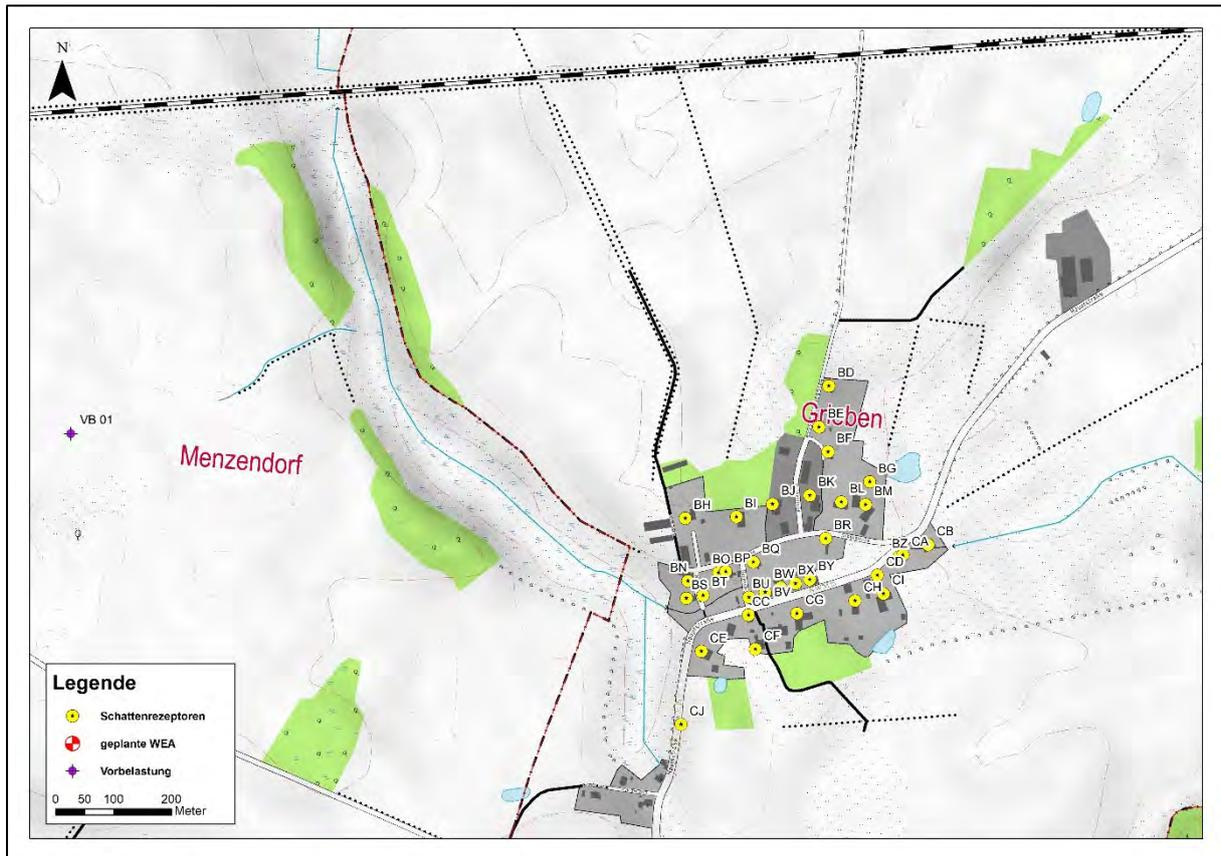 N
VB 01
Menzendorf
Grieben
BD
BE
BF
BG
BK
BL
BM
BH
BI
BJ
BR
BQ
CB
CA
BZ
BN
BO
BP
CD
BS
BT
BU
BW
BX
BY
BV
CI
CC
CG
CH
CE
CF
CJ
Hauptstraße
Legende
Schattenrezeptoren
geplante WEA
Vorbelastung
0 50 100 200
Meter